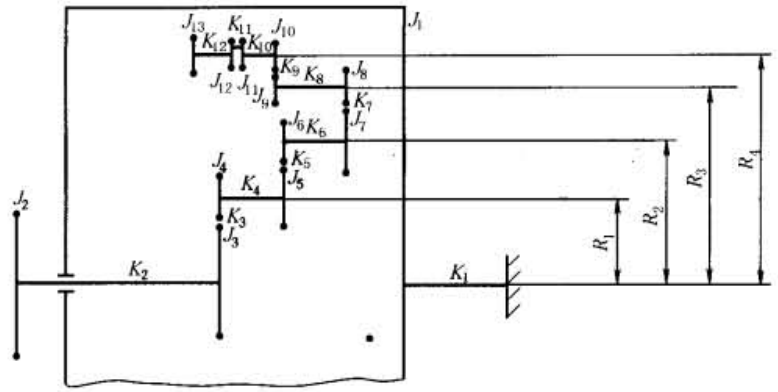 J₁₃ K₁₂ K₁₁ K₁₀ J₁₀ J₁
J₁₂ J₁₁ K₉ K₈ J₈
J₉ K₇
J₆ K₆ J₇
J₄ K₅
K₄ J₅
J₂ K₃
J₃
K₂ K₁
R₁ R₂ R₃ R₄